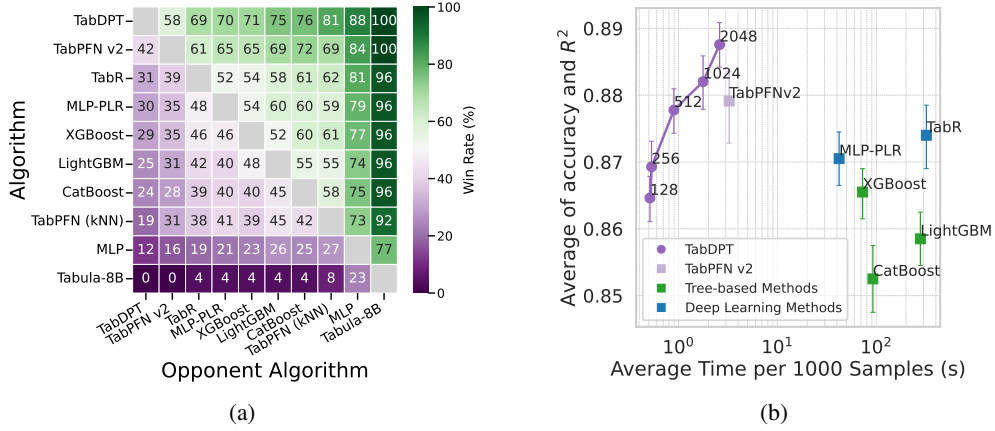 TabDPT 58 69 70 71 75 76 81 88 100
TabPFN v2 42 61 65 65 69 72 69 84 100
TabR 31 39 52 54 58 61 62 81 96
MLP-PLR 30 35 48 54 60 60 59 79 96
XGBoost 29 35 46 46 52 60 61 77 96
LightGBM 25 31 42 40 48 55 55 74 96
CatBoost 24 28 39 40 40 45 58 75 96
TabPFN (kNN) 19 31 38 41 39 45 42 73 92
MLP 12 16 19 21 23 26 25 27 77
Tabula-8B 0 0 4 4 4 4 4 8 23
Algorithm
TabDPT
TabPFN v2
TabR
MLP-PLR
XGBoost
LightGBM
CatBoost
TabPFN (kNN)
MLP
Tabula-8B
Opponent Algorithm
100
80
60
40
20
0
Win Rate (%)
(a)
Average of accuracy and R²
0.89
0.88
0.87
0.86
0.85
2048
1024
TabPFNv2
512
TabR
MLP-PLR
256
XGBoost
128
LightGBM
CatBoost
TabDPT
TabPFN v2
Tree-based Methods
Deep Learning Methods
10⁰
10¹
10²
Average Time per 1000 Samples (s)
(b)